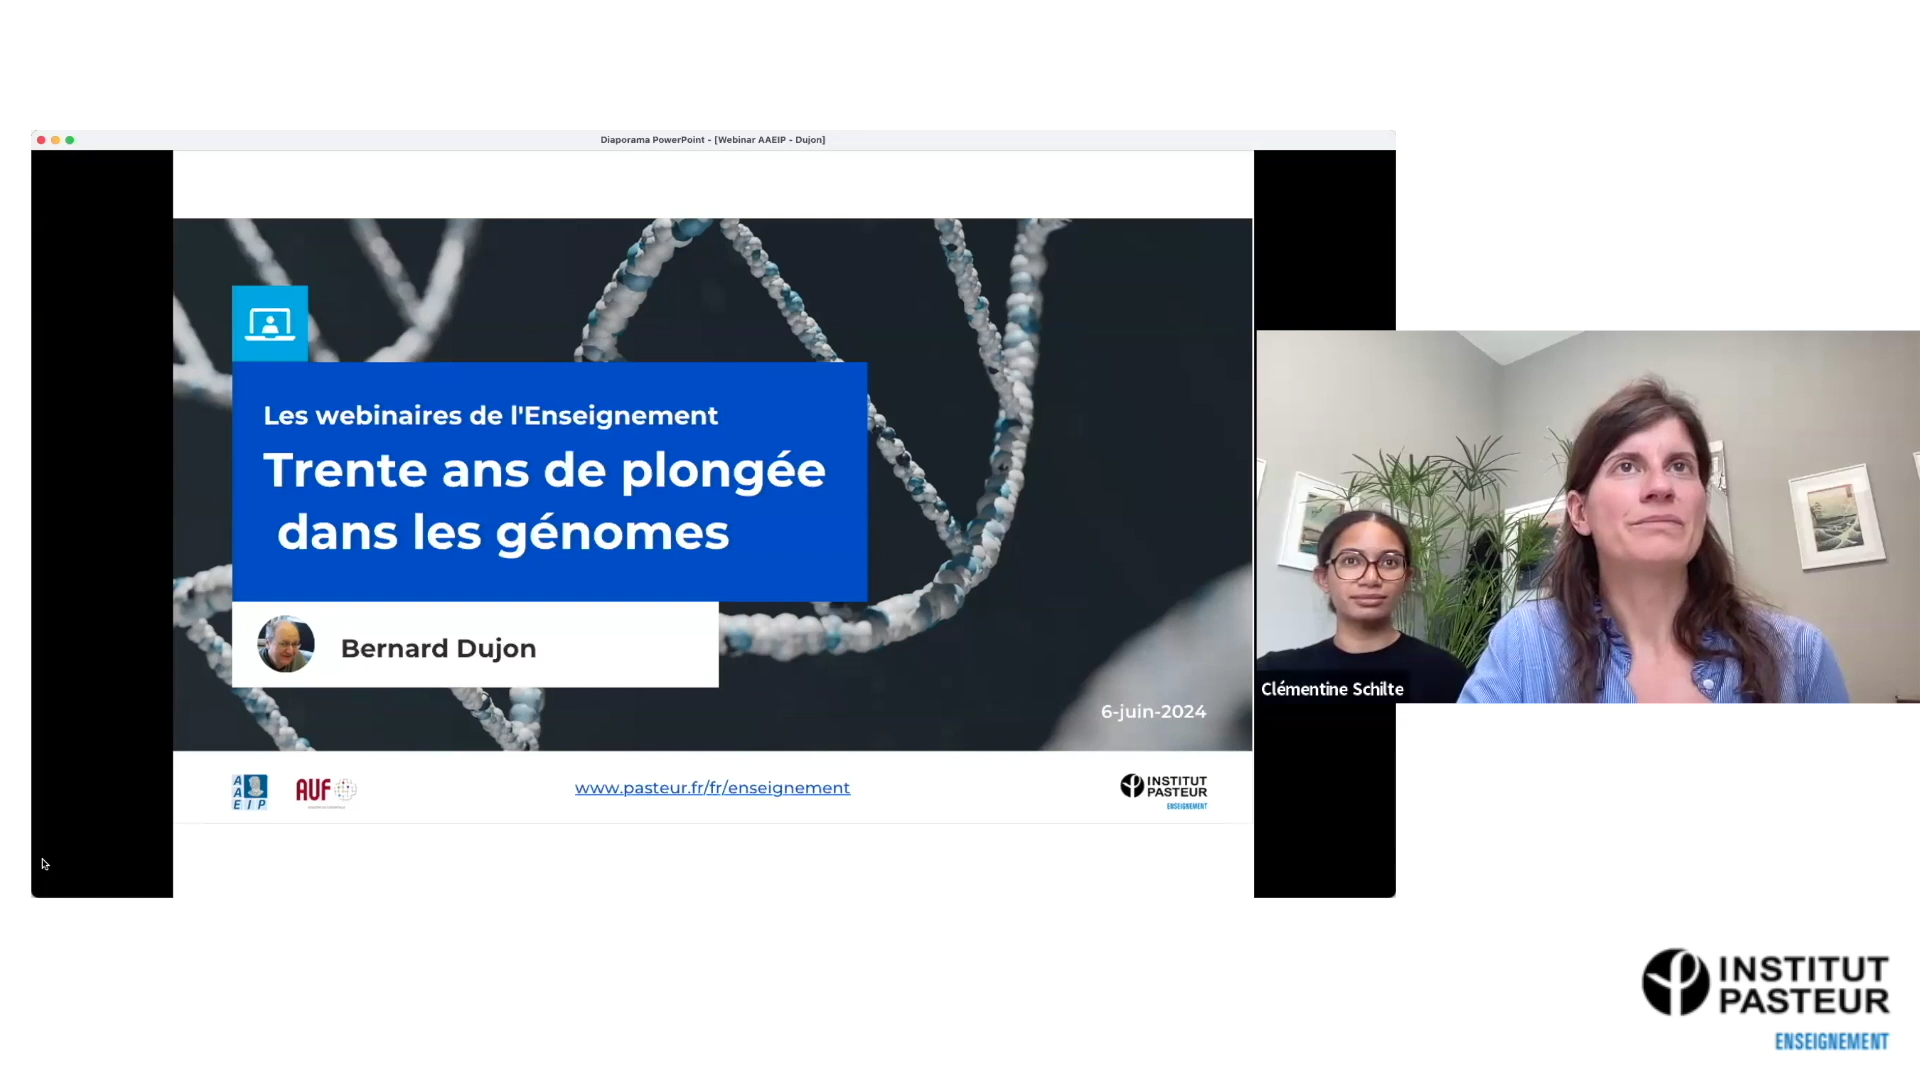 Diaporama PowerPoint - [Webinar AAEIP - Dujon]
Les webinaires de l'Enseignement
Trente ans de plongée
dans les génomes
Bernard Dujon
Clémentine Schilte
6-juin-2024
A
A
E I P
AUF
www.pasteur.fr/fr/enseignement
INSTITUT
PASTEUR
ENSEIGNEMENT
INSTITUT
PASTEUR
ENSEIGNEMENT